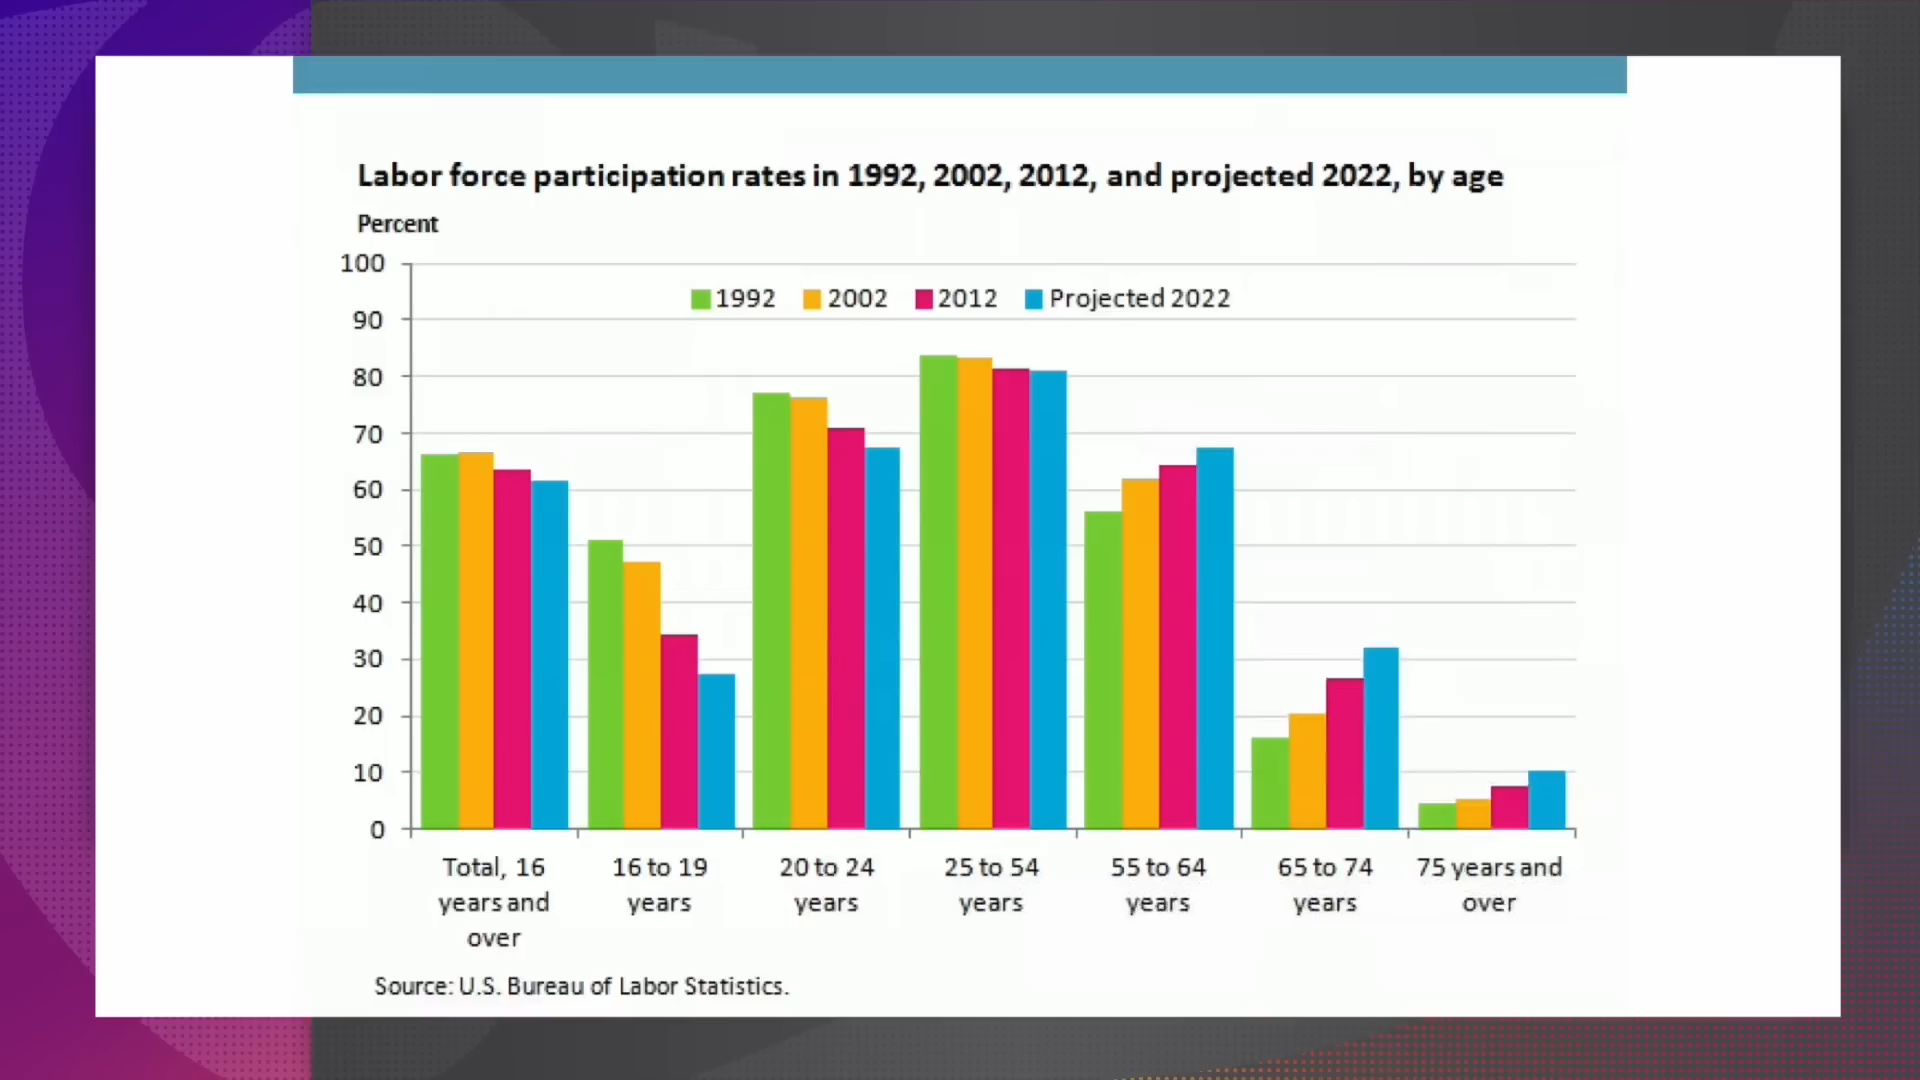 Labor force participation rates in 1992, 2002, 2012, and projected 2022, by age
Percent
100
1992 2002 2012 Projected 2022
90
80
70
60
50
40
30
20
10
0
Total, 16 years and over
16 to 19 years
20 to 24 years
25 to 54 years
55 to 64 years
65 to 74 years
75 years and over
Source: U.S. Bureau of Labor Statistics.